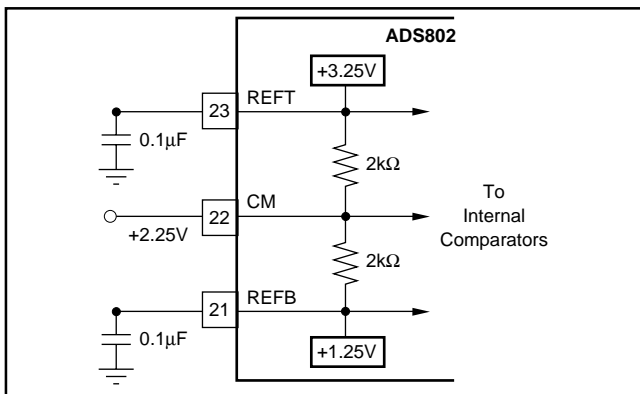 ADS802
+3.25V
REFT
23
0.1µF
2kΩ
To
Internal
Comparators
CM
22
+2.25V
2kΩ
REFB
21
0.1µF
+1.25V